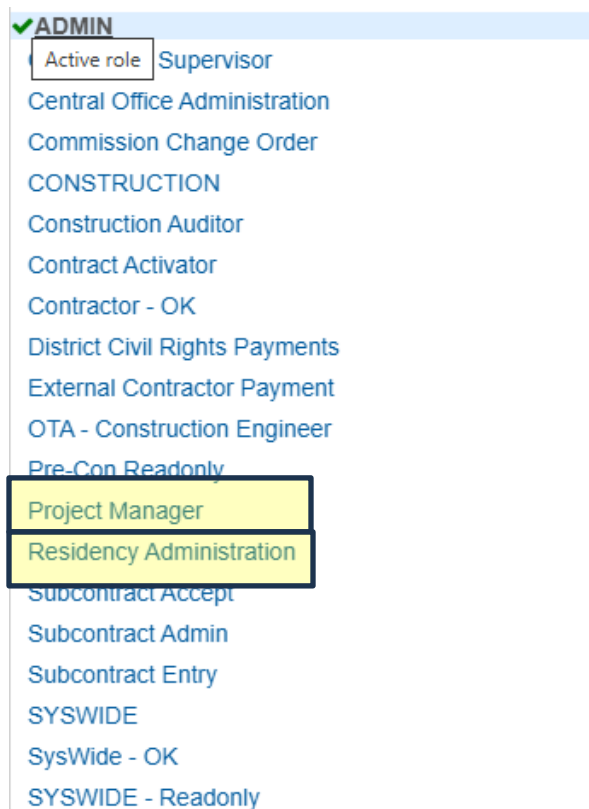 ADMIN
Active role Supervisor
Central Office Administration
Commission Change Order
CONSTRUCTION
Construction Auditor
Contract Activator
Contractor - OK
District Civil Rights Payments
External Contractor Payment
OTA - Construction Engineer
Pre-Con Readonly
Project Manager
Residency Administration
Subcontract Accept
Subcontract Admin
Subcontract Entry
SYSWIDE
SysWide - OK
SYSWIDE - Readonly